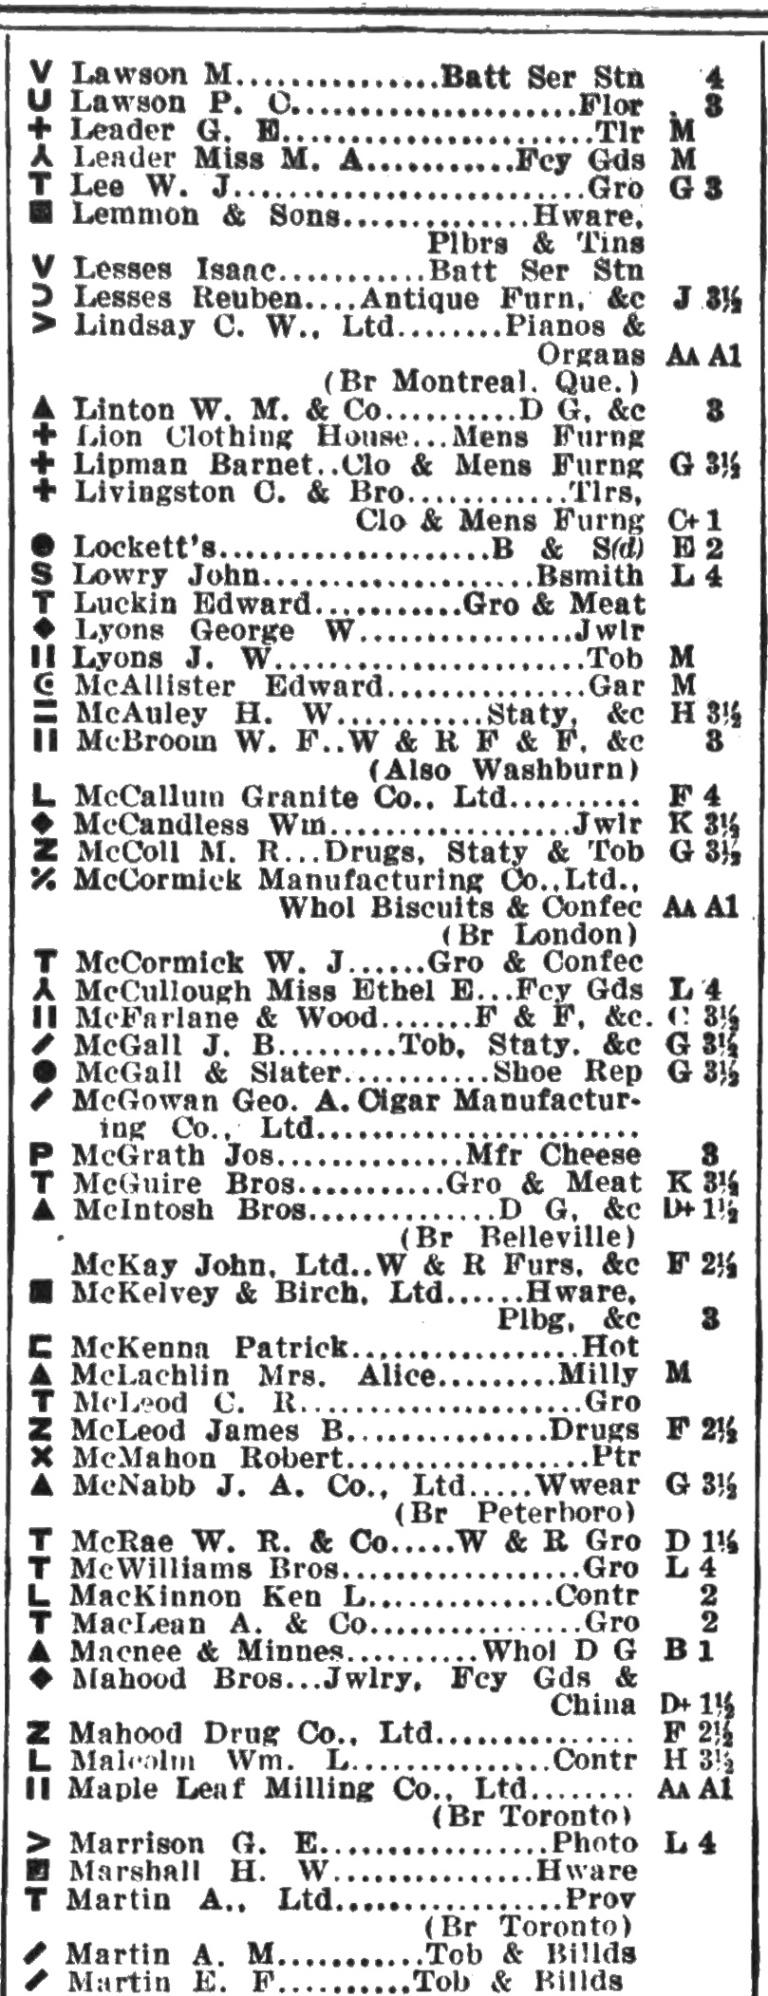 V Lawson M...............Batt Ser Stn 4
U Lawson P. C......................Flor 3
+ Leader G. E........................Tlr M
⅄ Leader Miss M. A...........Fcy Gds M
T Lee W. J...........................Gro G 3
■ Lemmon & Sons..............Hware,
Plbrs & Tins
V Lesses Isaac...........Batt Ser Stn
Ɔ Lesses Reuben....Antique Furn, &c J 3½
> Lindsay C. W., Ltd........Pianos &
Organs AA A1
(Br Montreal. Que.)
▲ Linton W. M. & Co..........D G, &c 3
+ Lion Clothing House...Mens Furng
+ Lipman Barnet..Clo & Mens Furng G 3½
+ Livingston C. & Bro............Tlrs,
Clo & Mens Furng C+ 1
● Lockett's.....................B & S(d) E 2
S Lowry John.....................Bsmith L 4
T Luckin Edward...........Gro & Meat
◆ Lyons George W................Jwlr
II Lyons J. W........................Tob M
McAllister Edward...............Gar M
= McAuley H. W...........Staty, &c H 3½
II McBroom W. F..W & R F & F, &c 3
(Also Washburn)
L McCallum Granite Co., Ltd.......... F 4
◆ McCandless Wm..................Jwlr K 3½
Z McColl M. R...Drugs, Staty & Tob G 3½
٪ McCormick Manufacturing Co.,Ltd.,
Whol Biscuits & Confec AA A1
(Br London)
T McCormick W. J......Gro & Confec
⅄ McCullough Miss Ethel E...Fcy Gds L 4
II McFarlane & Wood.......F & F, &c. C 3½
/ McGall J. B.........Tob, Staty. &c G 3½
● McGall & Slater...........Shoe Rep G 3½
/ McGowan Geo. A. Cigar Manufactur-
ing Co., Ltd.........................
P McGrath Jos..............Mfr Cheese 3
T McGuire Bros...........Gro & Meat K 3½
▲ McIntosh Bros..............D G, &c D+ 1½
(Br Belleville)
McKay John, Ltd..W & R Furs, &c F 2½
■ McKelvey & Birch, Ltd......Hware,
Plbg, &c 3
⊏ McKenna Patrick.................Hot
▲ McLachlin Mrs. Alice.........Milly M
T McLeod C. R......................Gro
Z McLeod James B...............Drugs F 2½
X McMahon Robert...................Ptr
▲ McNabb J. A. Co., Ltd.....Wwear G 3½
(Br Peterboro)
T McRae W. R. & Co.....W & R Gro D 1½
T McWilliams Bros..................Gro L 4
L MacKinnon Ken L..............Contr 2
T MacLean A. & Co.................Gro 2
▲ Macnee & Minnes..........Whol D G B 1
◆ Mahood Bros...Jwlry, Fcy Gds &
China D+ 1½
Z Mahood Drug Co., Ltd............... F 2½
L Malcolm Wm. L...............Contr H 3½
II Maple Leaf Milling Co., Ltd........ AA A1
(Br Toronto)
> Marrison G. E..................Photo L 4
■ Marshall H. W................Hware
T Martin A., Ltd..................Prov
(Br Toronto)
/ Martin A. M...........Tob & Billds
/ Martin E. F..........Tob & Billds